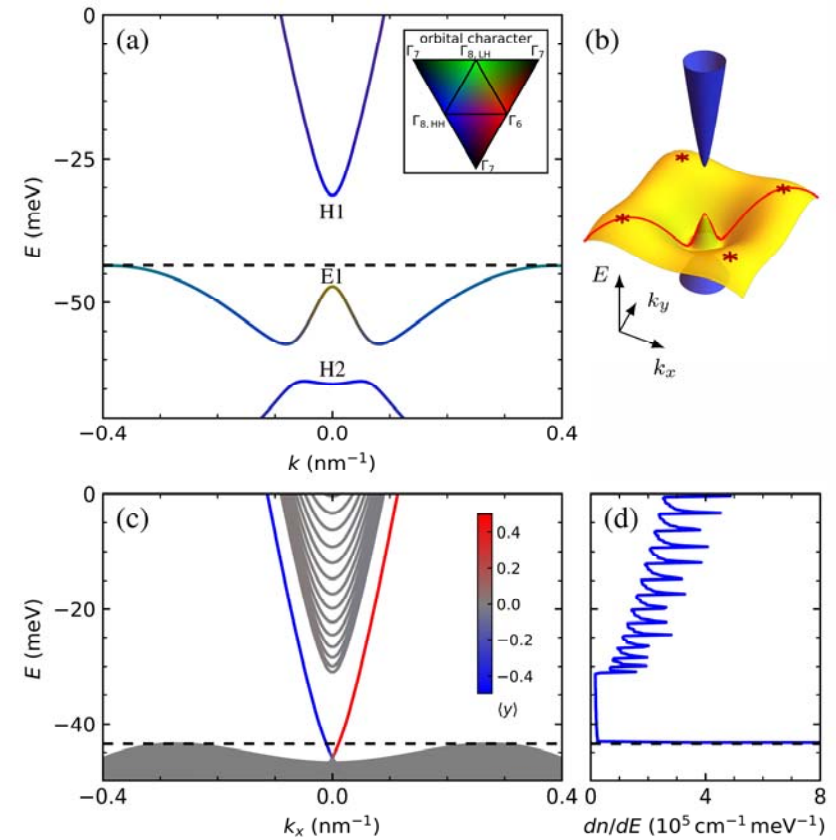 (a)
orbital character
Γ7 Γ8, LH Γ7
Γ8, HH Γ6
Γ7
H1
E1
H2
0
−25
−50
E (meV)
−0.4 0.0 0.4
k (nm⁻¹)
(b)
*
*
*
*
E
ky
kx
(c)
0.4
0.2
0.0
−0.2
−0.4
⟨y⟩
0
−20
−40
E (meV)
−0.4 0.0 0.4
kx (nm⁻¹)
(d)
0 4 8
dn/dE (10⁵ cm⁻¹ meV⁻¹)